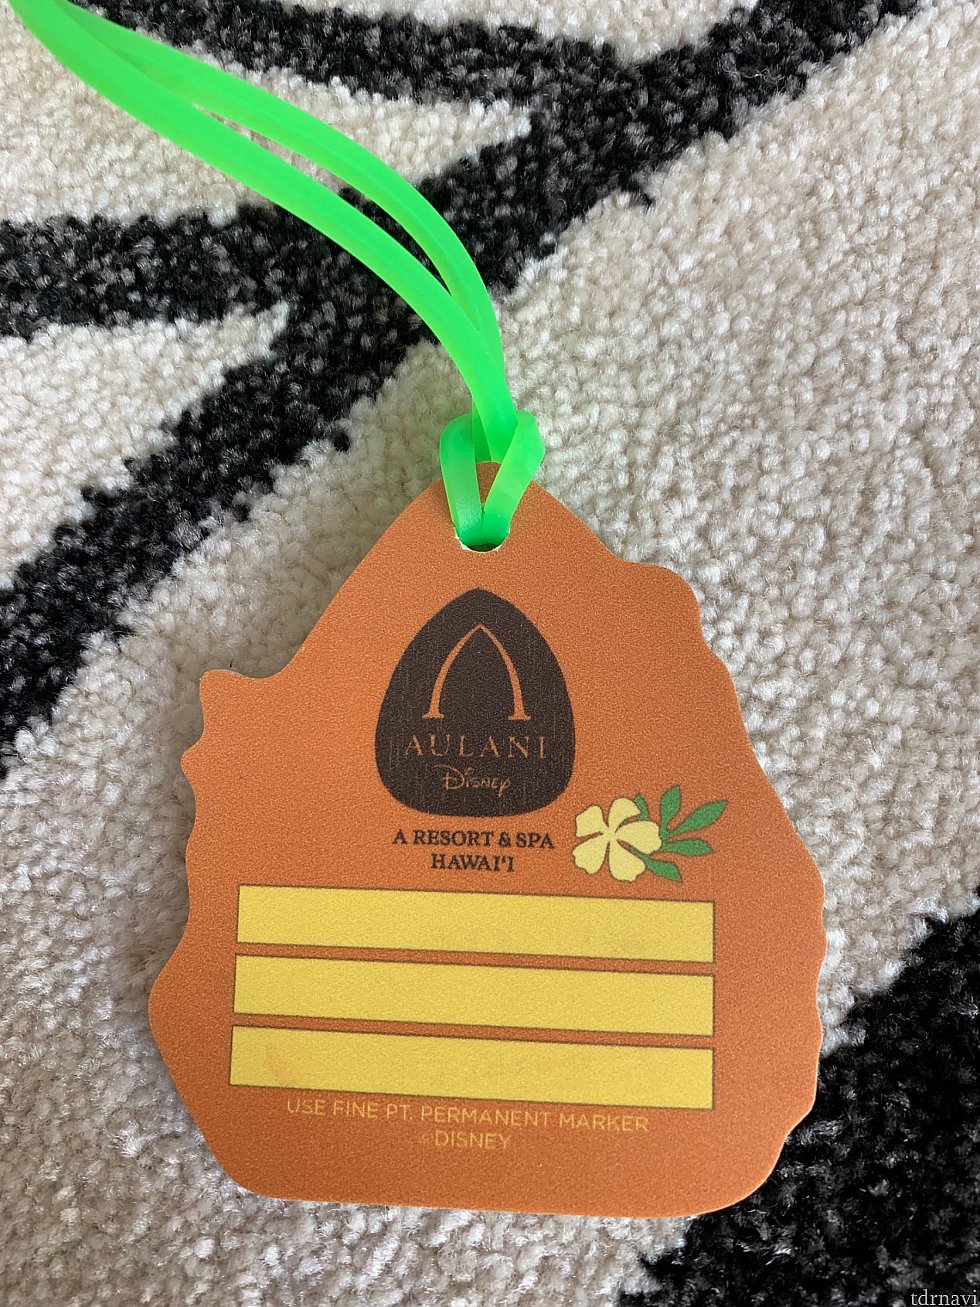 AULANI
Disney
A RESORT & SPA
HAWAI‘I
USE FINE PT. PERMANENT MARKER
DISNEY
tdrnavi